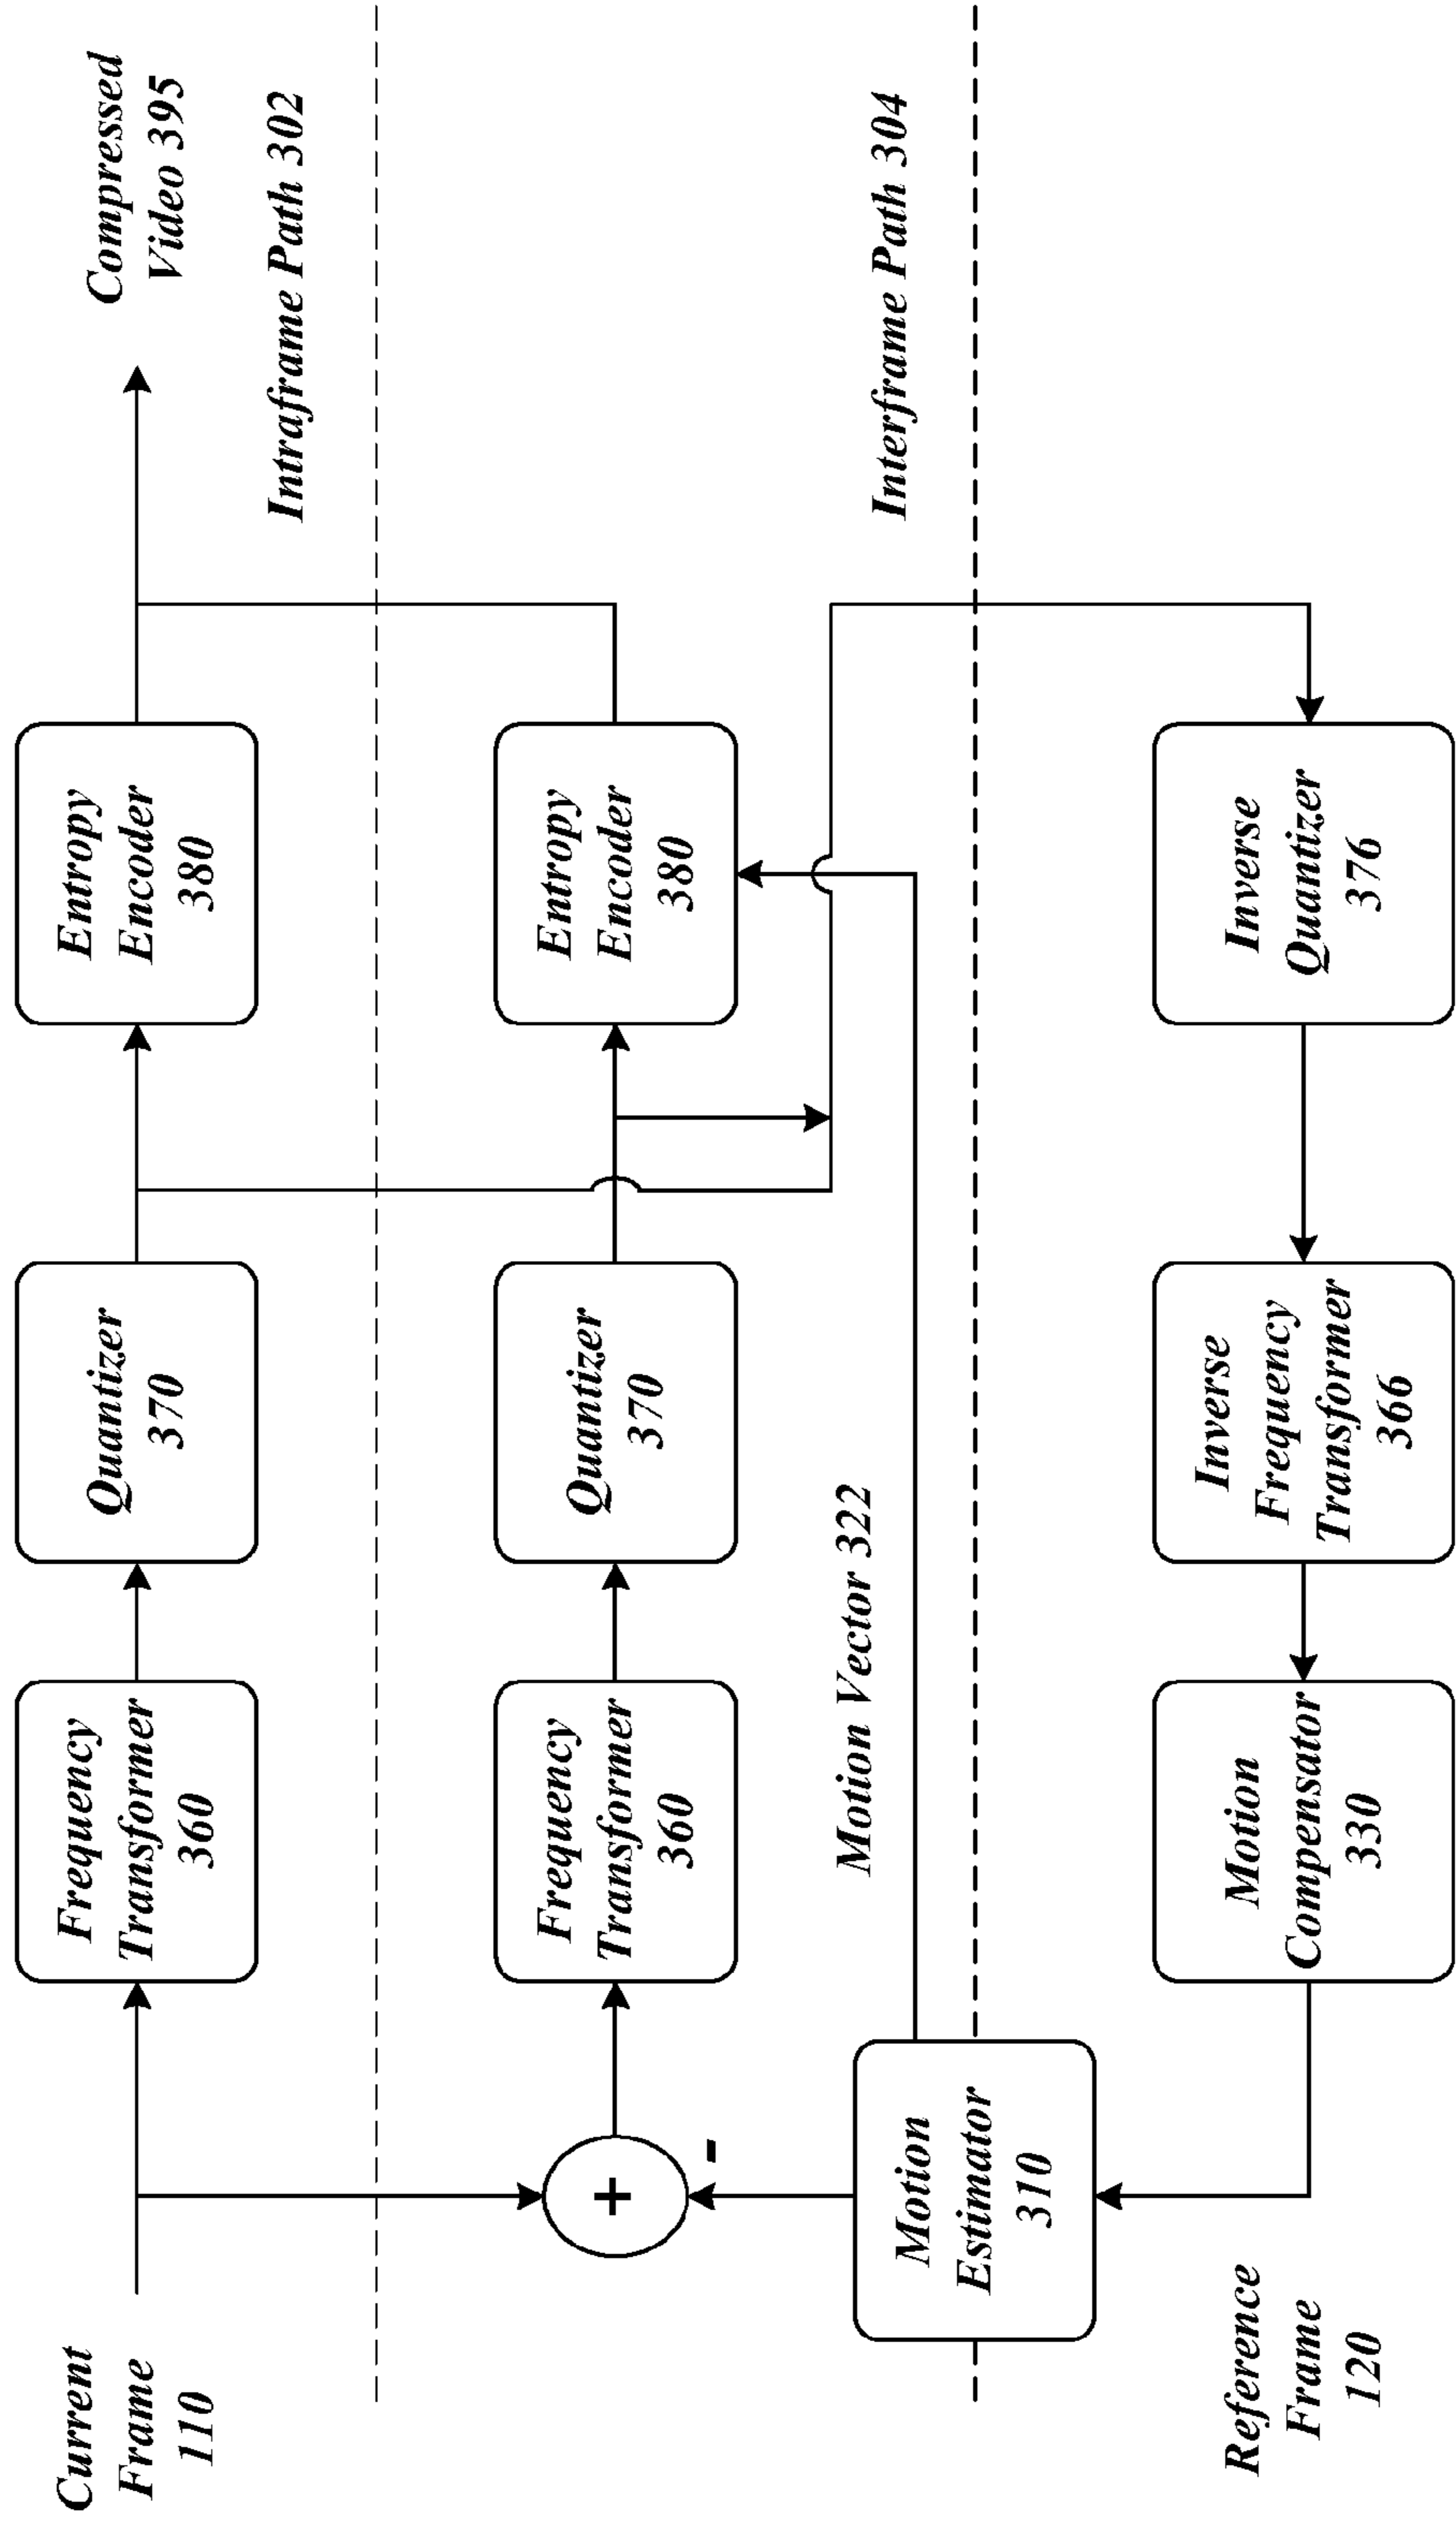 Current
Frame
110
Frequency
Transformer
360
Quantizer
370
Entropy
Encoder
380
Compressed
Video 395
Intraframe Path 302
+
-
Frequency
Transformer
360
Quantizer
370
Entropy
Encoder
380
Motion Vector 322
Interframe Path 304
Motion
Estimator
310
Reference
Frame
120
Motion
Compensator
330
Inverse
Frequency
Transformer
366
Inverse
Quantizer
376